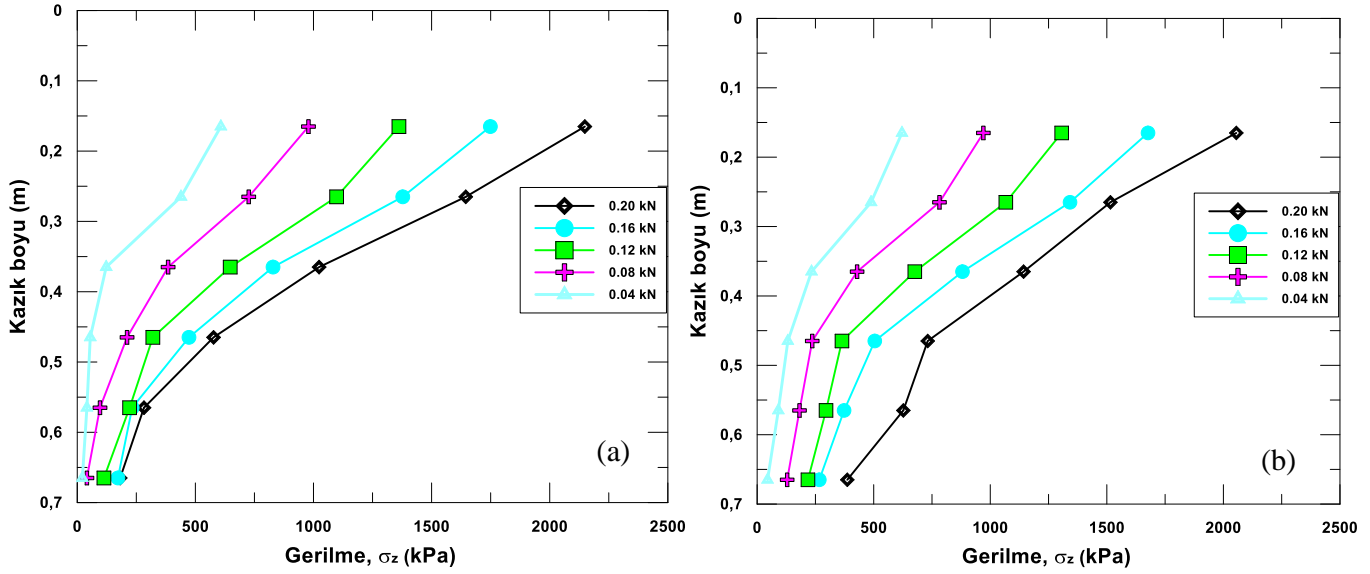 0
0,1
0,2
0,3
0,4
0,5
0,6
0,7
Kazık boyu (m)
0 500 1000 1500 2000 2500
Gerilme, σz (kPa)
0.20 kN
0.16 kN
0.12 kN
0.08 kN
0.04 kN
(a)
0
0,1
0,2
0,3
0,4
0,5
0,6
0,7
Kazık boyu (m)
0 500 1000 1500 2000 2500
Gerilme, σz (kPa)
0.20 kN
0.16 kN
0.12 kN
0.08 kN
0.04 kN
(b)